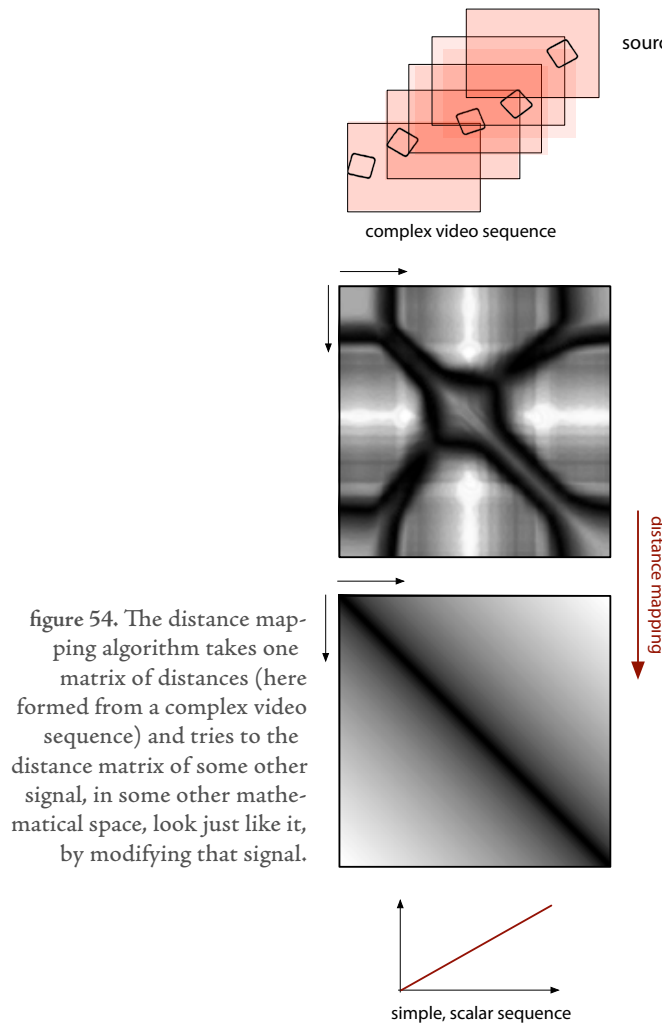 sourc
complex video sequence
distance mapping
figure 54. The distance map-
ping algorithm takes one
matrix of distances (here
formed from a complex video
sequence) and tries to the
distance matrix of some other
signal, in some other mathe-
matical space, look just like it,
by modifying that signal.
simple, scalar sequence